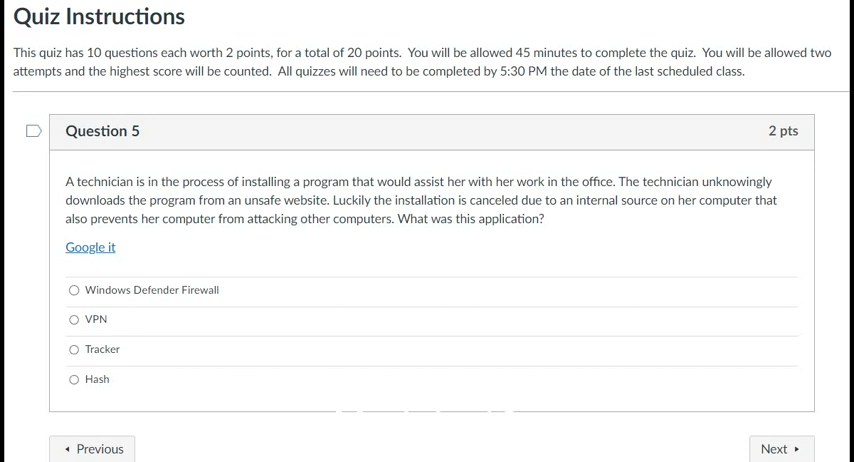 Quiz Instructions
This quiz has 10 questions each worth 2 points, for a total of 20 points.  You will be allowed 45 minutes to complete the quiz.  You will be allowed two
attempts and the highest score will be counted.  All quizzes will need to be completed by 5:30 PM the date of the last scheduled class.
Question 5
2 pts
A technician is in the process of installing a program that would assist her with her work in the office. The technician unknowingly
downloads the program from an unsafe website. Luckily the installation is canceled due to an internal source on her computer that
also prevents her computer from attacking other computers. What was this application?
Google it
Windows Defender Firewall
VPN
Tracker
Hash
Previous
Next